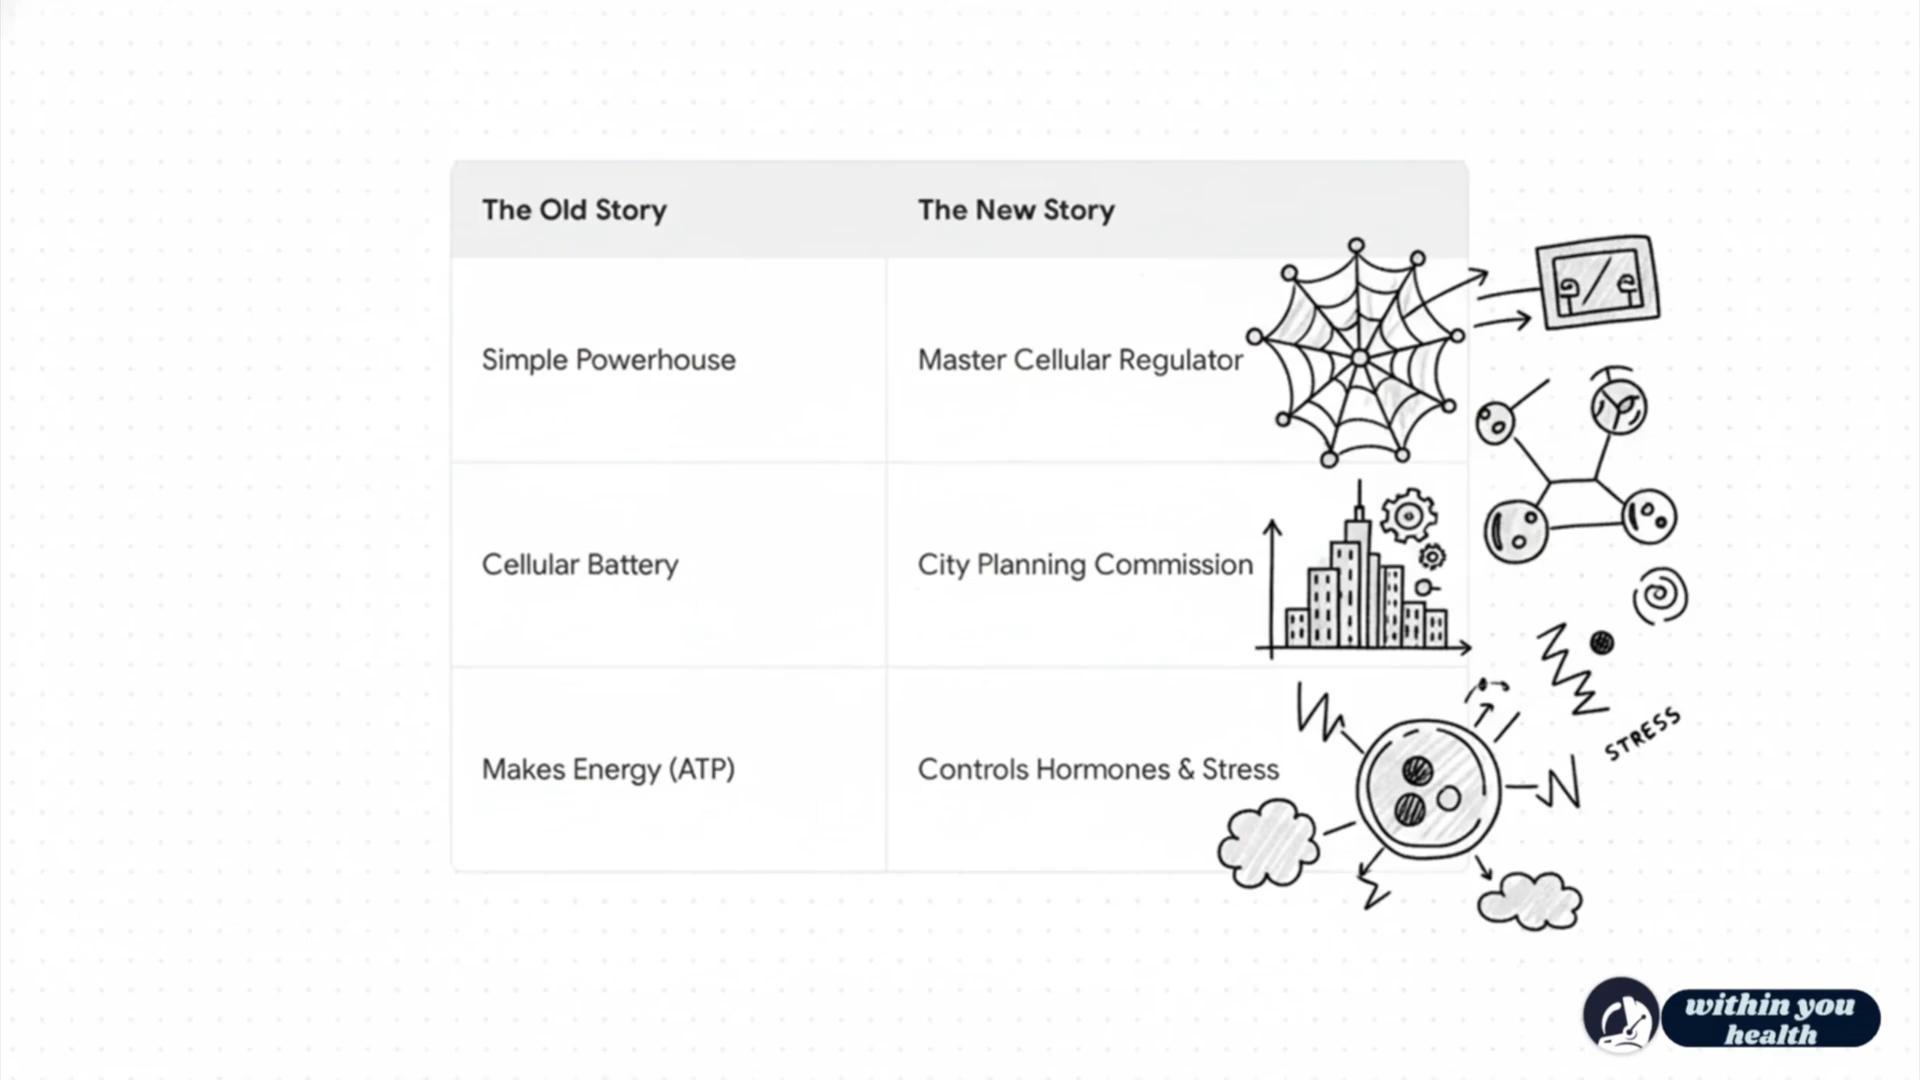 The Old Story
The New Story
Simple Powerhouse
Master Cellular Regulator
Cellular Battery
City Planning Commission
Makes Energy (ATP)
Controls Hormones & Stress
STRESS
within you
health